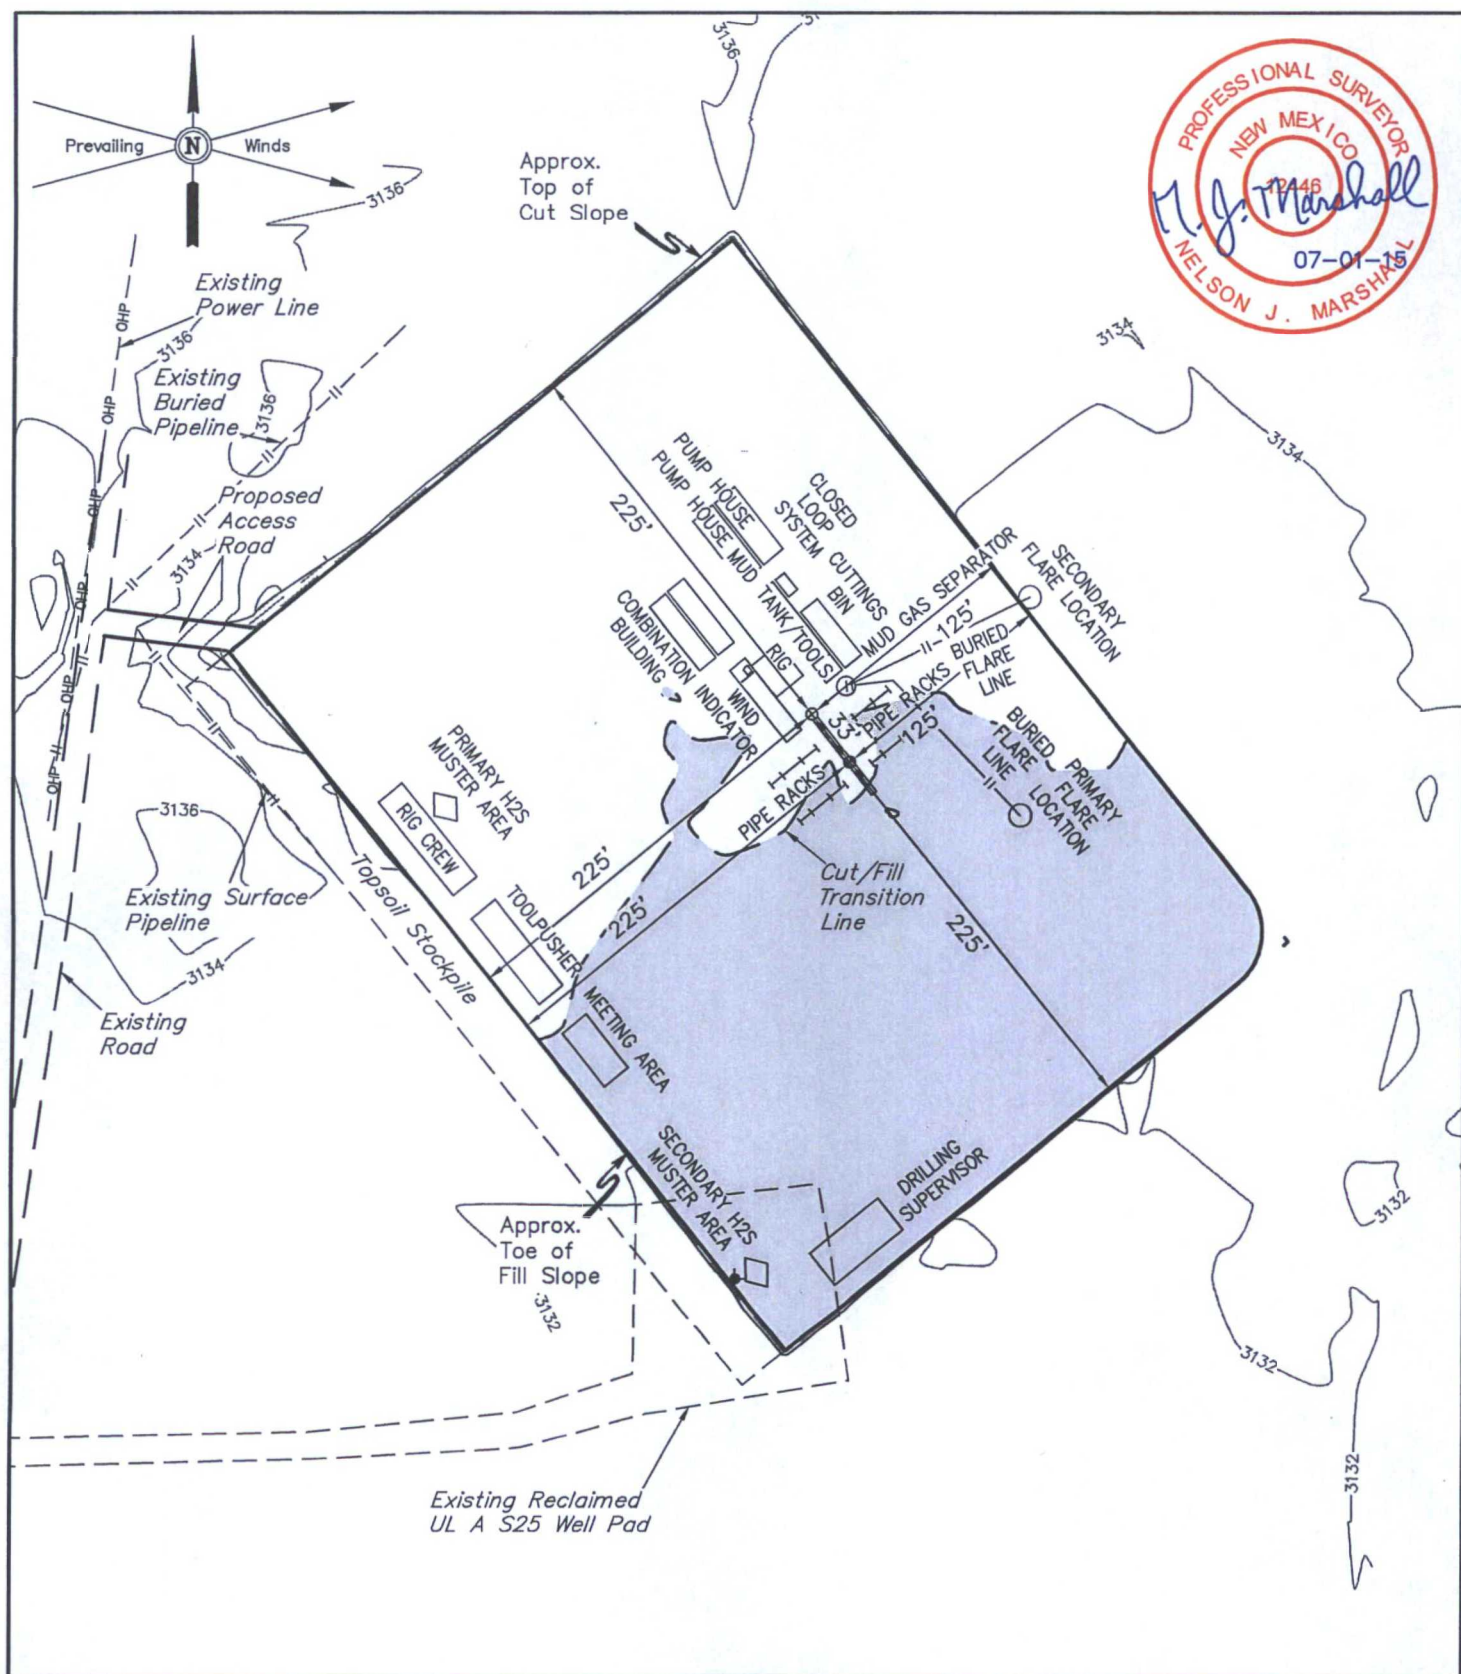 3136
31
PROFESSIONAL SURVEYOR
NEW MEXICO
12446
N. J. Marshall
07-01-15
NELSON J. MARSHALL
Prevailing
N
Winds
3136
Approx.
Top of
Cut Slope
Existing
Power Line
OHP
3136
OHP
Existing
Buried
Pipeline
3136
3134
3134
Proposed
Access
Road
OHP
3134
OHP
OHP
OHP
225'
PUMP HOUSE
PUMP HOUSE
MUD TANK/TOOLS
CLOSED
LOOP
SYSTEM CUTTINGS
BIN
MUD GAS SEPARATOR
SECONDARY
FLARE LOCATION
125'
COMBINATION
BUILDING
WIND
INDICATOR
RIG
BURIED
FLARE
LINE
PIPE RACKS
33'
125'
BURIED
FLARE
LINE
PRIMARY
FLARE
LOCATION
PIPE RACKS
PRIMARY H2S
MUSTER AREA
RIG CREW
3136
Existing Surface
Pipeline
3134
Topsoil Stockpile
225'
225'
Cut/Fill
Transition
Line
225'
TOOLPUSHER
MEETING AREA
Existing
Road
SECONDARY H2S
MUSTER AREA
DRILLING
SUPERVISOR
Approx.
Toe of
Fill Slope
3132
3132
3132
3132
Existing Reclaimed
UL A S25 Well Pad